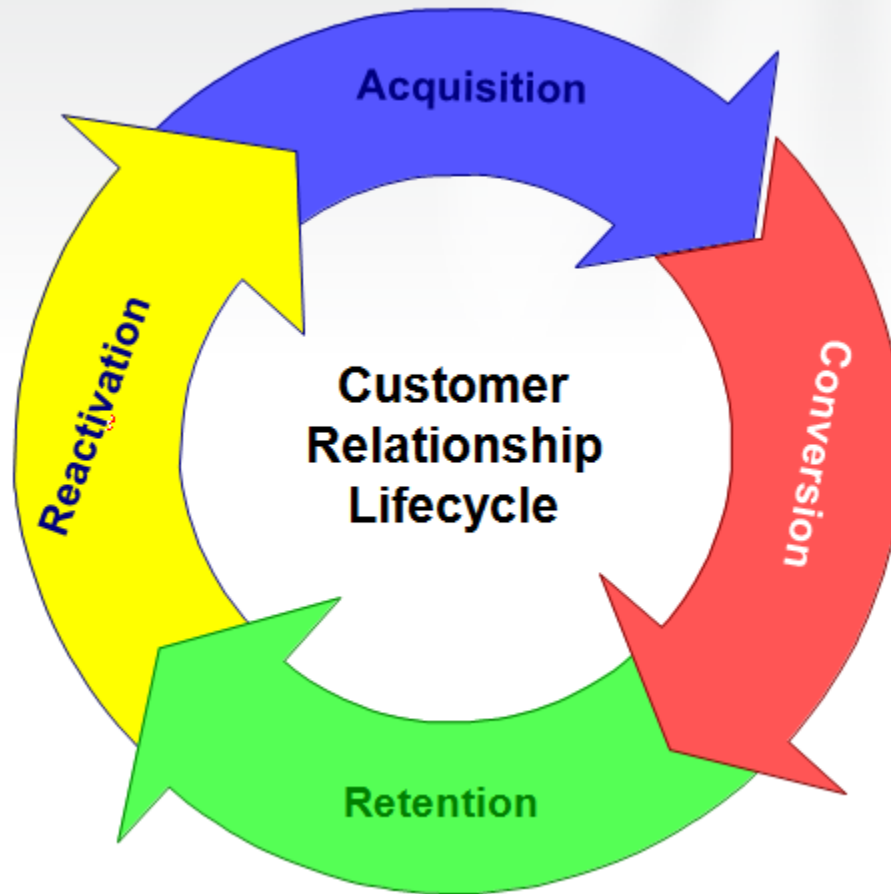 Acquisition
Conversion
Customer
Relationship
Lifecycle
Reactivation
Retention